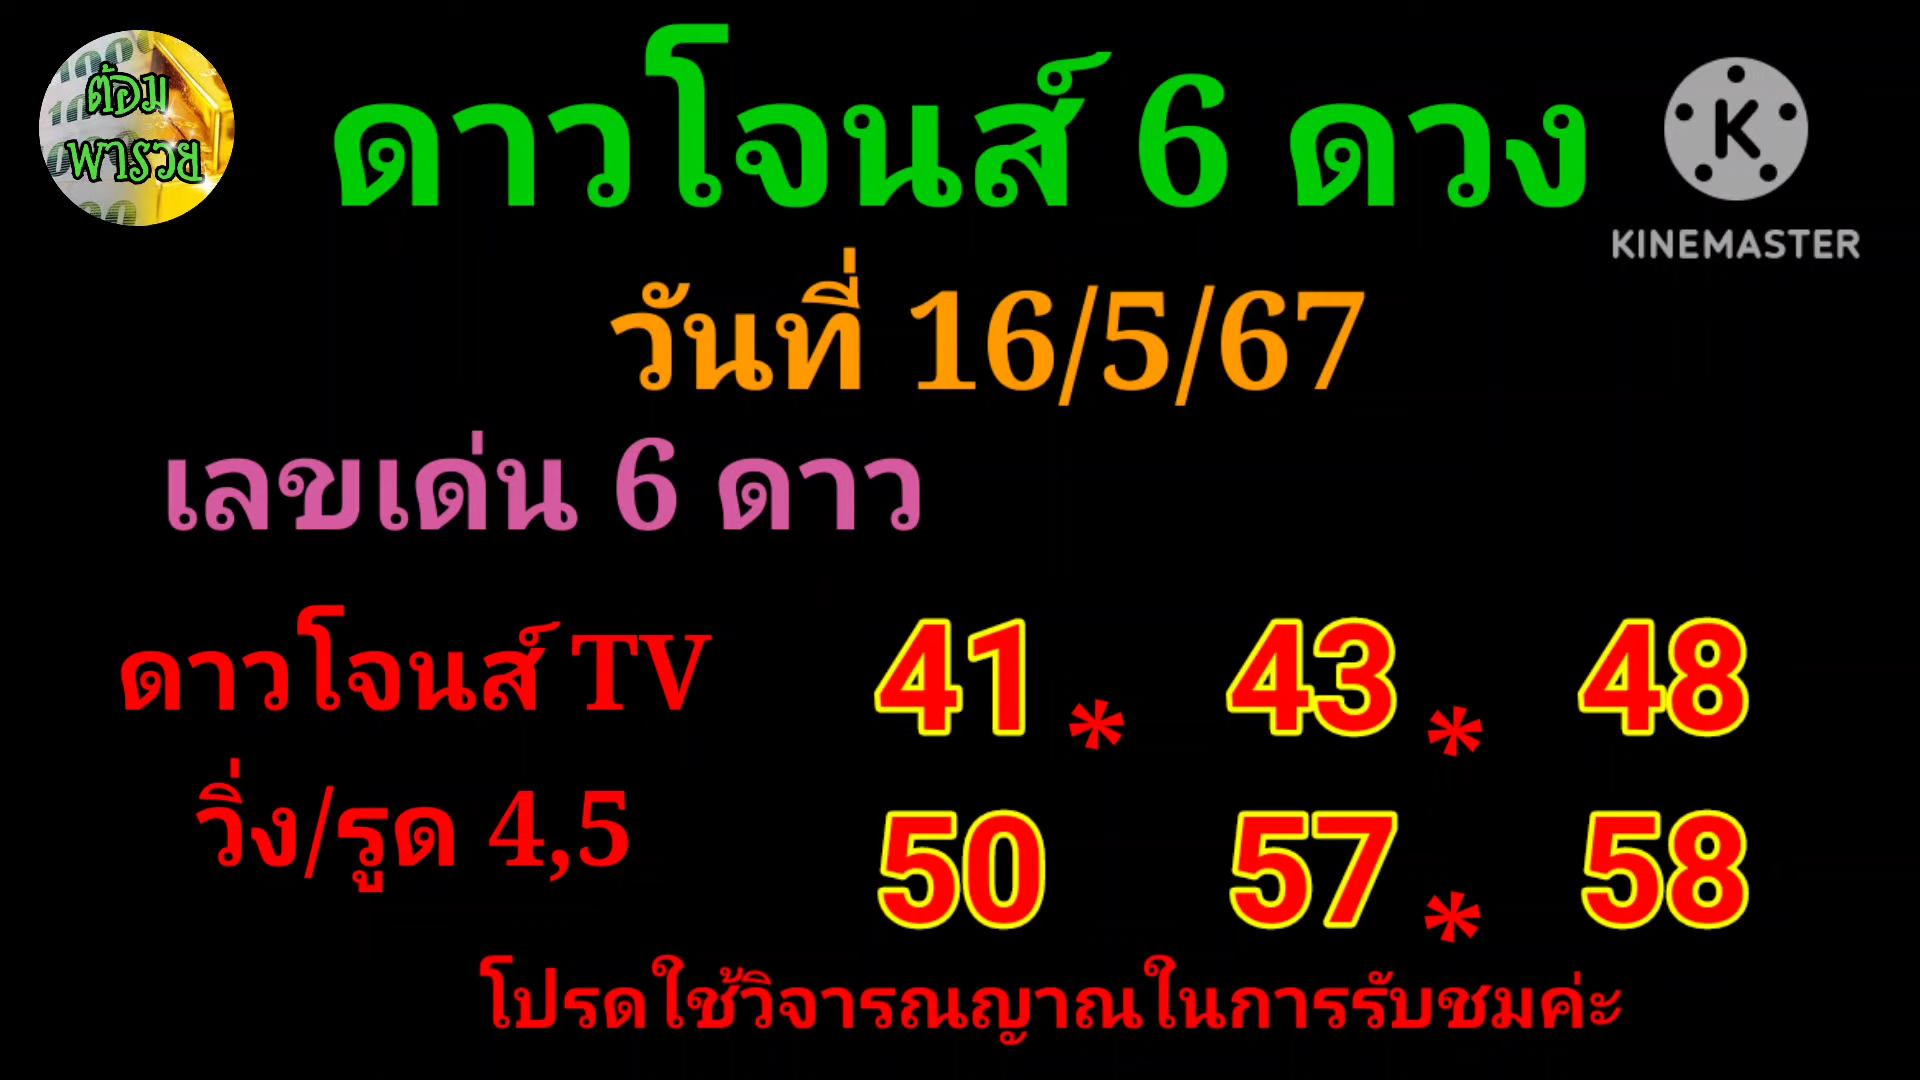 ต้อม
พารวย
ดาวโจนส์ 6 ดวง
KINEMASTER
วันที่ 16/5/67
เลขเด่น 6 ดาว
ดาวโจนส์ TV 41 * 43 * 48
วิ่ง/รูด 4,5 50 57 * 58
โปรดใช้วิจารณญาณในการรับชมค่ะ